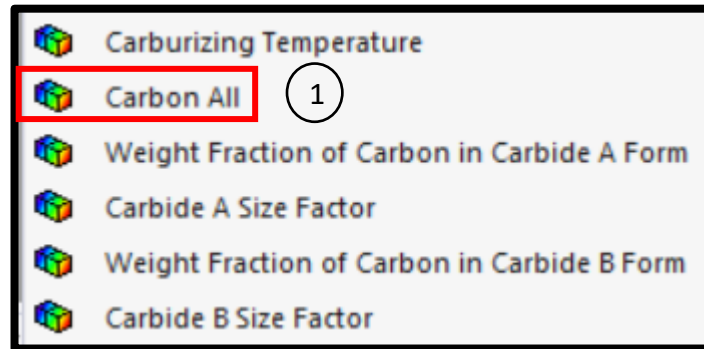 Carburizing Temperature
Carbon All 1
Weight Fraction of Carbon in Carbide A Form
Carbide A Size Factor
Weight Fraction of Carbon in Carbide B Form
Carbide B Size Factor